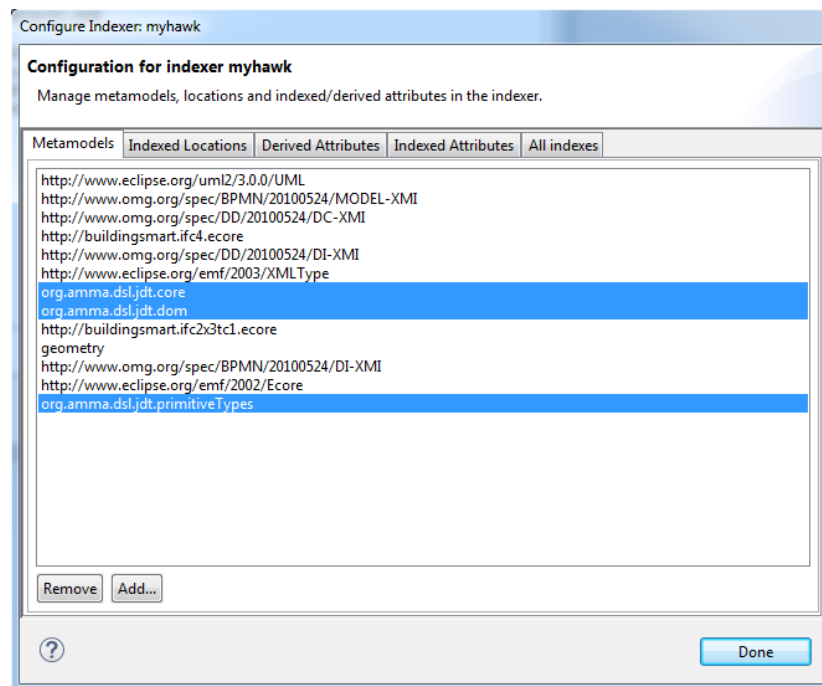 Configure Indexer: myhawk
Configuration for indexer myhawk
Manage metamodels, locations and indexed/derived attributes in the indexer.
Metamodels Indexed Locations Derived Attributes Indexed Attributes All indexes
http://www.eclipse.org/uml2/3.0.0/UML
http://www.omg.org/spec/BPMN/20100524/MODEL-XMI
http://www.omg.org/spec/DD/20100524/DC-XMI
http://buildingsmart.ifc4.ecore
http://www.omg.org/spec/DD/20100524/DI-XMI
http://www.eclipse.org/emf/2003/XMLType
org.amma.dsl.jdt.core
org.amma.dsl.jdt.dom
http://buildingsmart.ifc2x3tc1.ecore
geometry
http://www.omg.org/spec/BPMN/20100524/DI-XMI
http://www.eclipse.org/emf/2002/Ecore
org.amma.dsl.jdt.primitiveTypes
Remove Add...
? Done